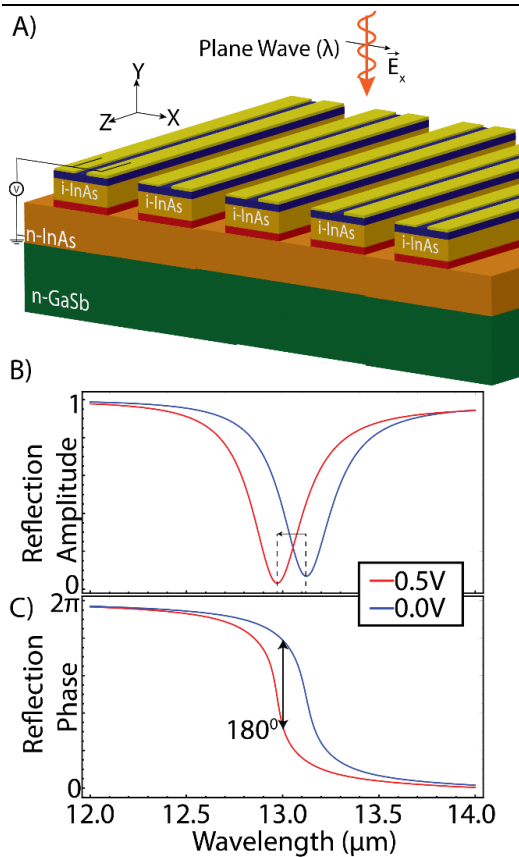 A)
Plane Wave (λ)
E⃗x
Y
Z
X
V
i-InAs
i-InAs
i-InAs
i-InAs
i-InAs
n-InAs
n-GaSb
B)
1
Reflection
Amplitude
0
0.5V
0.0V
C)
2π
Reflection
Phase
180⁰
0
12.0 12.5 13.0 13.5 14.0
Wavelength (μm)